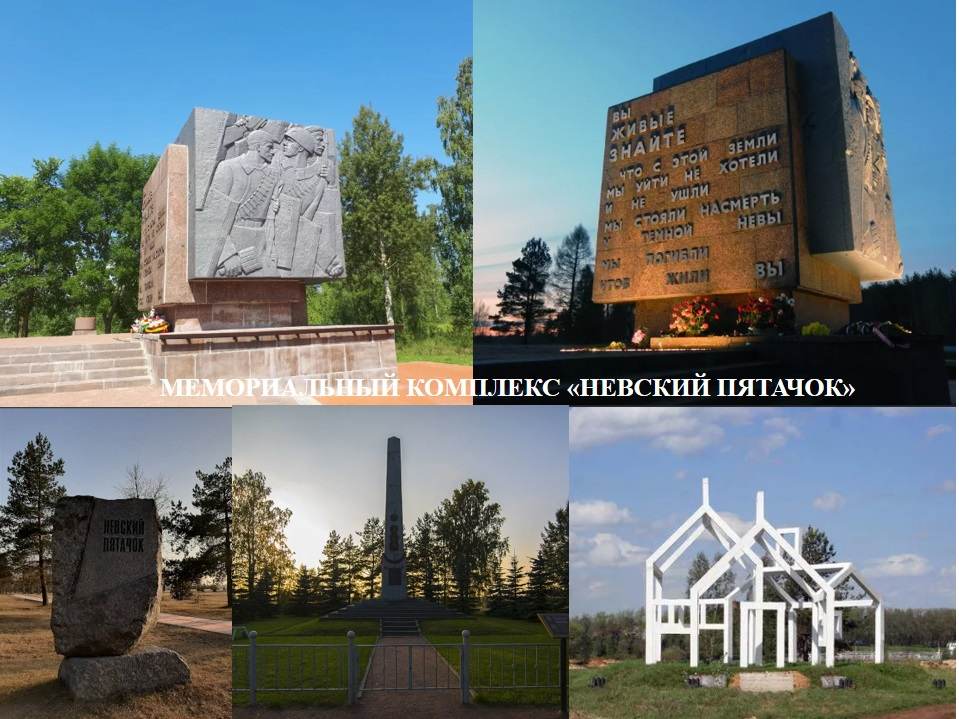 ВЫ
ЖИВЫЕ
ЗНАЙТЕ
ЧТО С ЭТОЙ ЗЕМЛИ
МЫ УЙТИ НЕ ХОТЕЛИ
И НЕ УШЛИ
МЫ СТОЯЛИ НАСМЕРТЬ
У ТЕМНОЙ НЕВЫ
МЫ ПОГИБЛИ
ЧТОБ ЖИЛИ ВЫ
МЕМОРИАЛЬНЫЙ КОМПЛЕКС «НЕВСКИЙ ПЯТАЧОК»
НЕВСКИЙ
ПЯТАЧОК